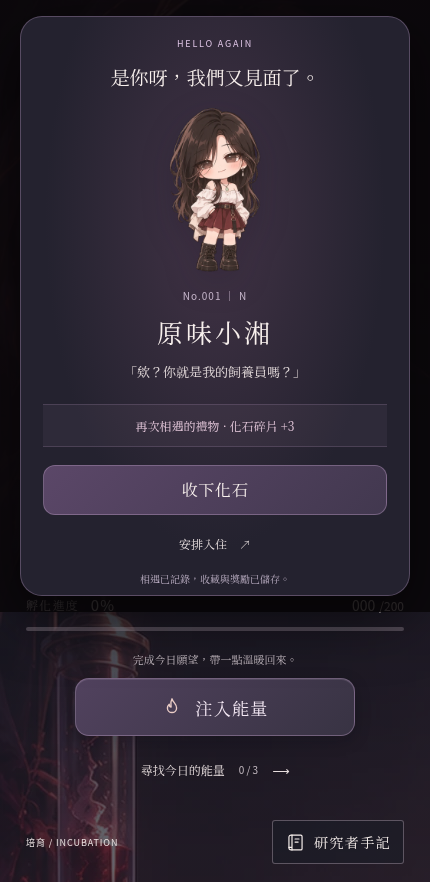 HELLO AGAIN
是你呀，我們又見面了。
No.001 ｜ N
原味小湘
「欸？你就是我的飼養員嗎？」
再次相遇的禮物 · 化石碎片 +3
收下化石
安排入住 ↗
相遇已記錄，收藏與獎勵已儲存。
孵化進度 0% 000 /200
完成今日願望，帶一點溫暖回來。
注入能量
尋找今日的能量 0/3 →
培育 / INCUBATION
研究者手記